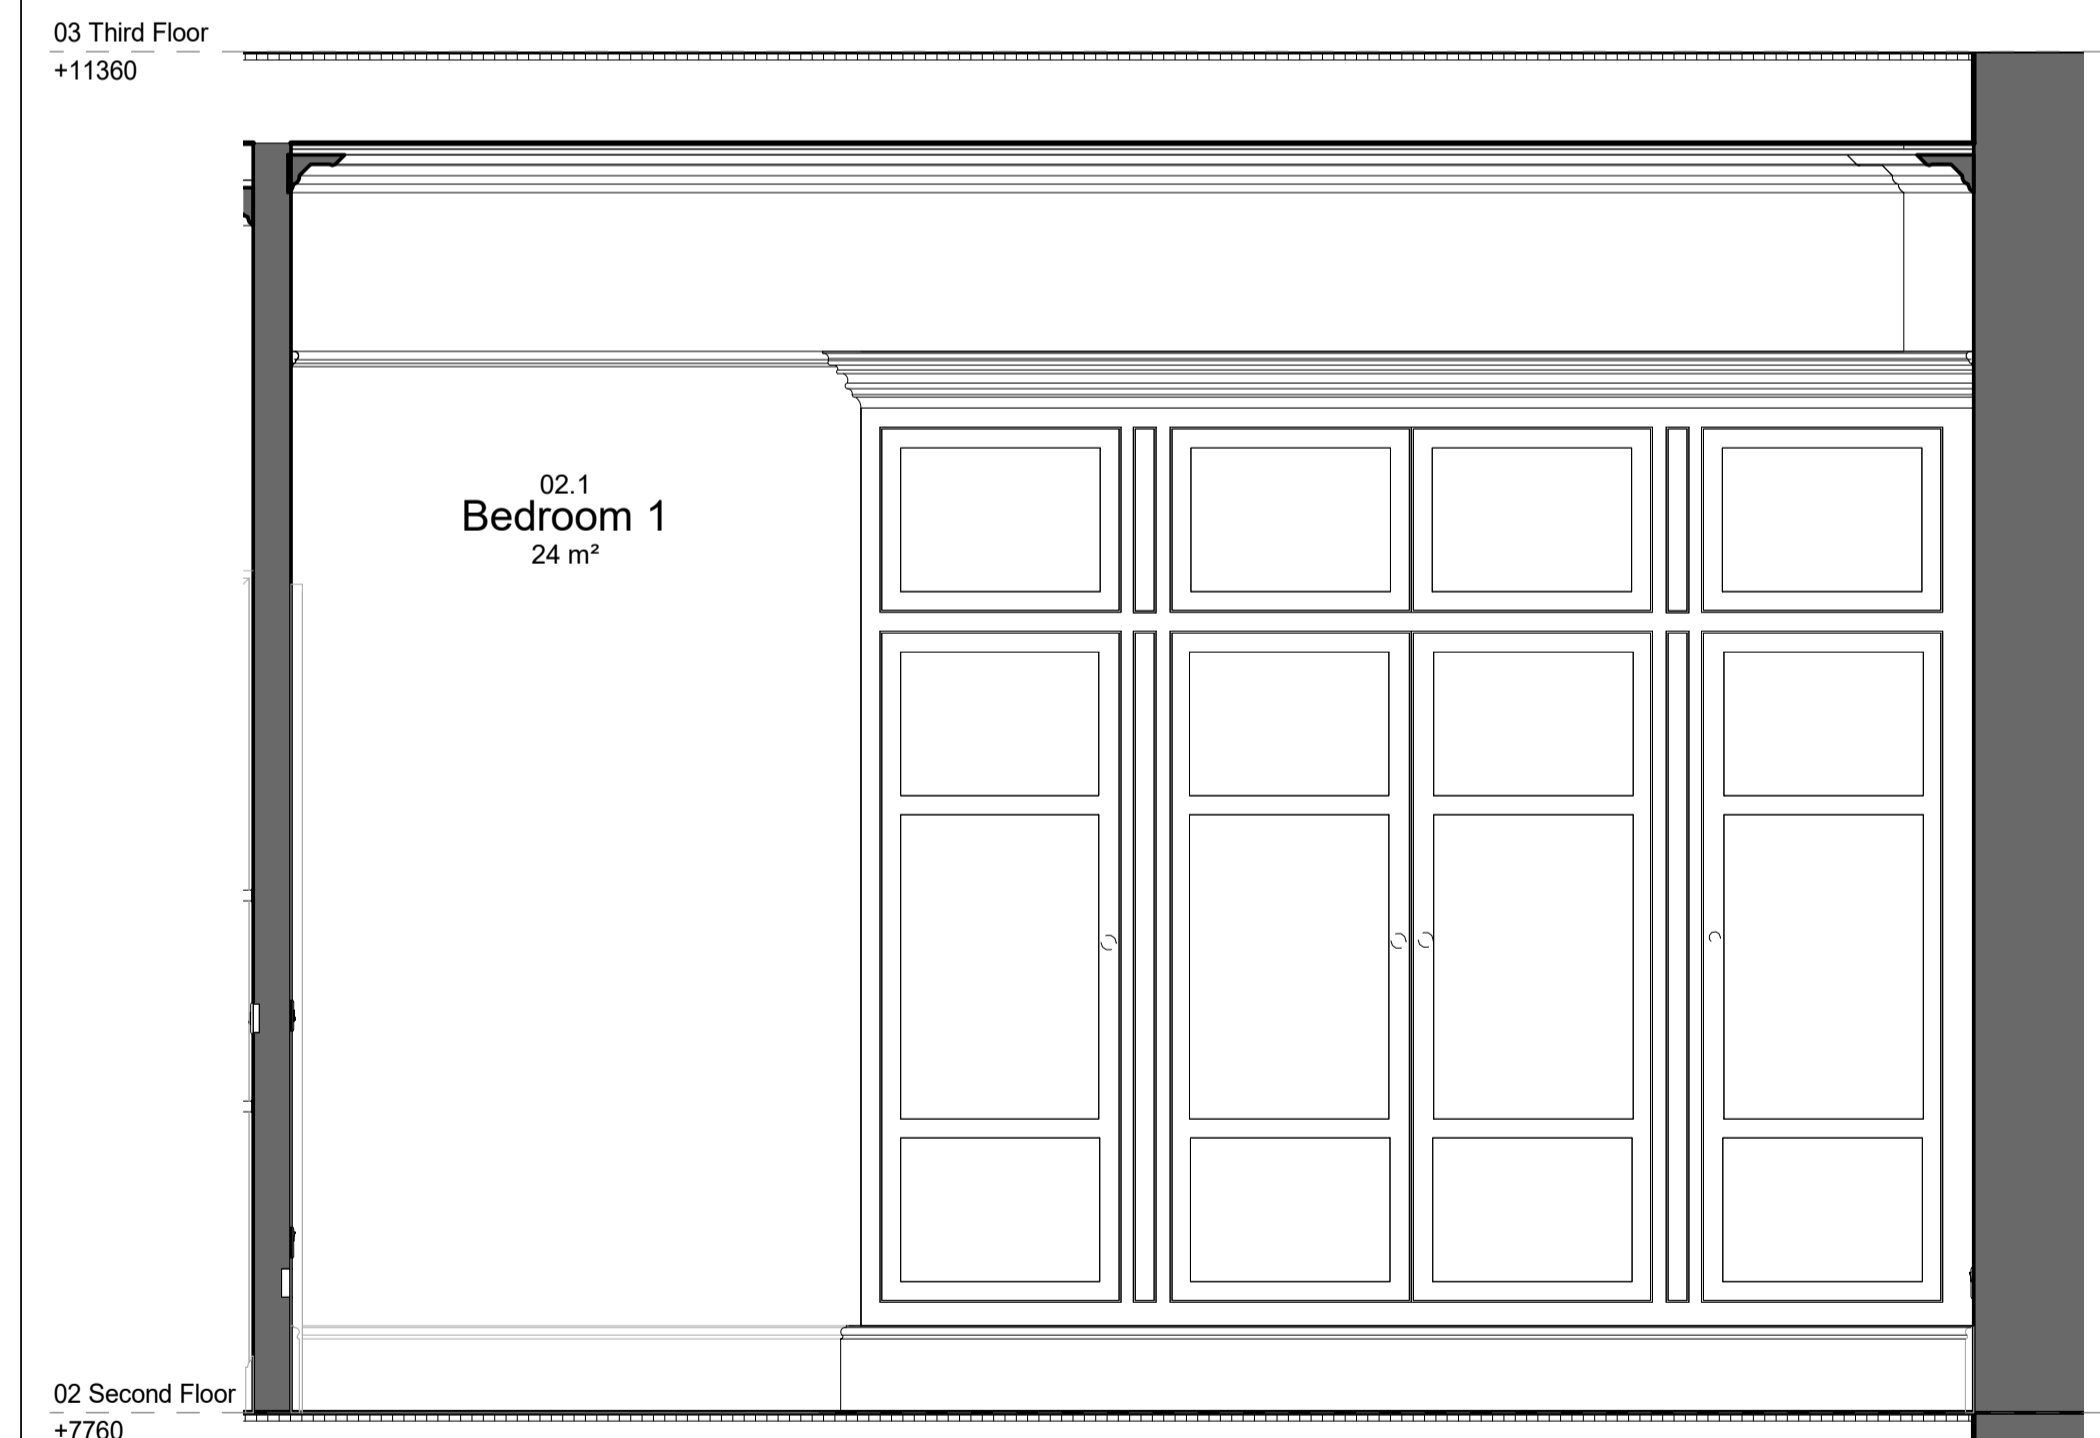 03 Third Floor
+11360
02.1
Bedroom 1
24 m²
02 Second Floor
+7760